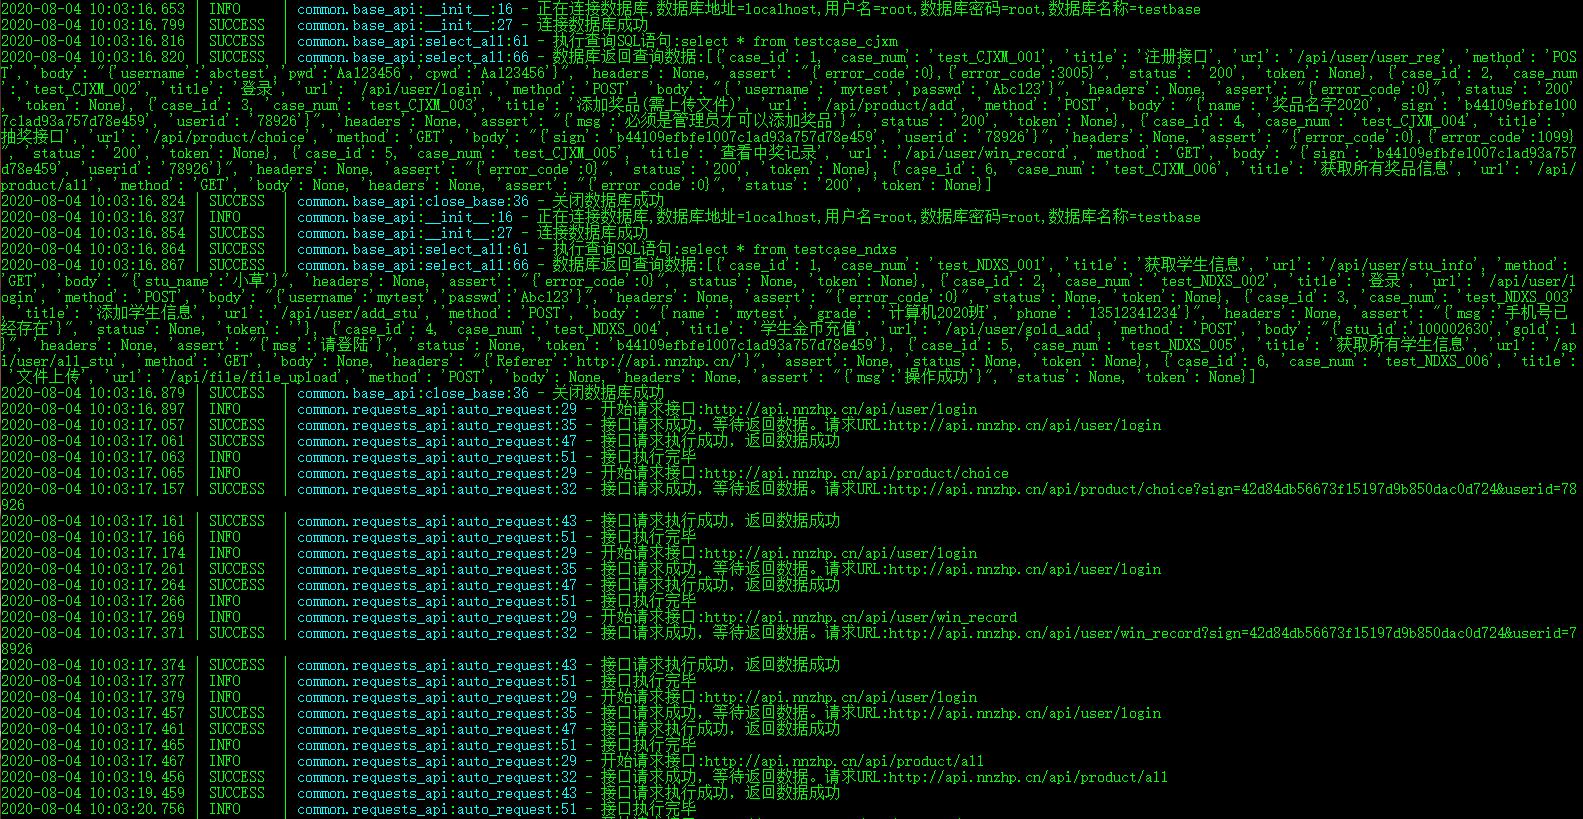 2020-08-04 10:03:16.653 | INFO     | common.base_api:__init__:16 - 正在连接数据库,数据库地址=localhost,用户名=root,数据库密码=root,数据库名称=testbase
2020-08-04 10:03:16.799 | SUCCESS  | common.base_api:__init__:27 - 连接数据库成功
2020-08-04 10:03:16.816 | SUCCESS  | common.base_api:select_all:61 - 执行查询SQL语句:select * from testcase_cjxm
2020-08-04 10:03:16.820 | SUCCESS  | common.base_api:select_all:66 - 数据库返回查询数据:[{'case_id': 1, 'case_num': 'test_CJXM_001', 'title': '注册接口', 'url': '/api/user/user_reg', 'method': 'POS
T', 'body': "{'username':'abctest','pwd':'Aa123456','cpwd':'Aa123456'}", 'headers': None, 'assert': "{'error_code':0},{'error_code':3005}", 'status': '200', 'token': None}, {'case_id': 2, 'case_num
': 'test_CJXM_002', 'title': '登录', 'url': '/api/user/login', 'method': 'POST', 'body': "{'username':'mytest','passwd':'Abc123'}", 'headers': None, 'assert': "{'error_code':0}", 'status': '200'
, 'token': None}, {'case_id': 3, 'case_num': 'test_CJXM_003', 'title': '添加奖品(需上传文件)', 'url': '/api/product/add', 'method': 'POST', 'body': "{'name':'奖品名字2020','sign':'b44109efbfe100
7c1ad93a757d78e459','userid':'78926'}", 'headers': None, 'assert': "{'msg':'必须是管理员才可以添加奖品'}", 'status': '200', 'token': None}, {'case_id': 4, 'case_num': 'test_CJXM_004', 'title': '
抽奖接口', 'url': '/api/product/choice', 'method': 'GET', 'body': "{'sign':'b44109efbfe1007c1ad93a757d78e459','userid':'78926'}", 'headers': None, 'assert': "{'error_code':0},{'error_code':1099}
", 'status': '200', 'token': None}, {'case_id': 5, 'case_num': 'test_CJXM_005', 'title': '查看中奖记录', 'url': '/api/user/win_record', 'method': 'GET', 'body': "{'sign':'b44109efbfe1007c1ad93a757
d78e459','userid':'78926'}", 'headers': None, 'assert': "{'error_code':0}", 'status': '200', 'token': None}, {'case_id': 6, 'case_num': 'test_CJXM_006', 'title': '获取所有奖品信息', 'url': '/api/
product/all', 'method': 'GET', 'body': None, 'headers': None, 'assert': "{'error_code':0}", 'status': '200', 'token': None}]
2020-08-04 10:03:16.824 | SUCCESS  | common.base_api:close_base:36 - 关闭数据库成功
2020-08-04 10:03:16.837 | INFO     | common.base_api:__init__:16 - 正在连接数据库,数据库地址=localhost,用户名=root,数据库密码=root,数据库名称=testbase
2020-08-04 10:03:16.854 | SUCCESS  | common.base_api:__init__:27 - 连接数据库成功
2020-08-04 10:03:16.864 | SUCCESS  | common.base_api:select_all:61 - 执行查询SQL语句:select * from testcase_ndxs
2020-08-04 10:03:16.867 | SUCCESS  | common.base_api:select_all:66 - 数据库返回查询数据:[{'case_id': 1, 'case_num': 'test_NDXS_001', 'title': '获取学生信息', 'url': '/api/user/stu_info', 'method':
'GET', 'body': "{'stu_name':'小草'}", 'headers': None, 'assert': "{'error_code':0}", 'status': None, 'token': None}, {'case_id': 2, 'case_num': 'test_NDXS_002', 'title': '登录', 'url': '/api/user/l
ogin', 'method': 'POST', 'body': "{'username':'mytest','passwd':'Abc123'}", 'headers': None, 'assert': "{'error_code':0}", 'status': None, 'token': None}, {'case_id': 3, 'case_num': 'test_NDXS_003'
, 'title': '添加学生信息', 'url': '/api/user/add_stu', 'method': 'POST', 'body': "{'name':'mytest','grade':'计算机2020班','phone':'13512341234'}", 'headers': None, 'assert': "{'msg':'手机号已
经存在'}", 'status': None, 'token': ''}, {'case_id': 4, 'case_num': 'test_NDXS_004', 'title': '学生金币充值', 'url': '/api/user/gold_add', 'method': 'POST', 'body': "{'stu_id':'100002630','gold':1
}", 'headers': None, 'assert': "{'msg':'请登陆'}", 'status': None, 'token': 'b44109efbfe1007c1ad93a757d78e459'}, {'case_id': 5, 'case_num': 'test_NDXS_005', 'title': '获取所有学生信息', 'url': '/ap
i/user/all_stu', 'method': 'GET', 'body': None, 'headers': "{'Referer':'http://api.nnzhp.cn/'}", 'assert': None, 'status': None, 'token': None}, {'case_id': 6, 'case_num': 'test_NDXS_006', 'title':
'文件上传', 'url': '/api/file/file_upload', 'method': 'POST', 'body': None, 'headers': None, 'assert': "{'msg':'操作成功'}", 'status': None, 'token': None}]
2020-08-04 10:03:16.879 | SUCCESS  | common.base_api:close_base:36 - 关闭数据库成功
2020-08-04 10:03:16.897 | INFO     | common.requests_api:auto_request:29 - 开始请求接口:http://api.nnzhp.cn/api/user/login
2020-08-04 10:03:17.057 | SUCCESS  | common.requests_api:auto_request:35 - 接口请求成功, 等待返回数据。请求URL:http://api.nnzhp.cn/api/user/login
2020-08-04 10:03:17.061 | SUCCESS  | common.requests_api:auto_request:47 - 接口请求执行成功, 返回数据成功
2020-08-04 10:03:17.063 | INFO     | common.requests_api:auto_request:51 - 接口执行完毕
2020-08-04 10:03:17.065 | INFO     | common.requests_api:auto_request:29 - 开始请求接口:http://api.nnzhp.cn/api/product/choice
2020-08-04 10:03:17.157 | SUCCESS  | common.requests_api:auto_request:32 - 接口请求成功, 等待返回数据。请求URL:http://api.nnzhp.cn/api/product/choice?sign=42d84db56673f15197d9b850dac0d724&userid=78
926
2020-08-04 10:03:17.161 | SUCCESS  | common.requests_api:auto_request:43 - 接口请求执行成功, 返回数据成功
2020-08-04 10:03:17.166 | INFO     | common.requests_api:auto_request:51 - 接口执行完毕
2020-08-04 10:03:17.174 | INFO     | common.requests_api:auto_request:29 - 开始请求接口:http://api.nnzhp.cn/api/user/login
2020-08-04 10:03:17.261 | SUCCESS  | common.requests_api:auto_request:35 - 接口请求成功, 等待返回数据。请求URL:http://api.nnzhp.cn/api/user/login
2020-08-04 10:03:17.264 | SUCCESS  | common.requests_api:auto_request:47 - 接口请求执行成功, 返回数据成功
2020-08-04 10:03:17.266 | INFO     | common.requests_api:auto_request:51 - 接口执行完毕
2020-08-04 10:03:17.269 | INFO     | common.requests_api:auto_request:29 - 开始请求接口:http://api.nnzhp.cn/api/user/win_record
2020-08-04 10:03:17.371 | SUCCESS  | common.requests_api:auto_request:32 - 接口请求成功, 等待返回数据。请求URL:http://api.nnzhp.cn/api/user/win_record?sign=42d84db56673f15197d9b850dac0d724&userid=7
8926
2020-08-04 10:03:17.374 | SUCCESS  | common.requests_api:auto_request:43 - 接口请求执行成功, 返回数据成功
2020-08-04 10:03:17.377 | INFO     | common.requests_api:auto_request:51 - 接口执行完毕
2020-08-04 10:03:17.379 | INFO     | common.requests_api:auto_request:29 - 开始请求接口:http://api.nnzhp.cn/api/user/login
2020-08-04 10:03:17.457 | SUCCESS  | common.requests_api:auto_request:35 - 接口请求成功, 等待返回数据。请求URL:http://api.nnzhp.cn/api/user/login
2020-08-04 10:03:17.461 | SUCCESS  | common.requests_api:auto_request:47 - 接口请求执行成功, 返回数据成功
2020-08-04 10:03:17.465 | INFO     | common.requests_api:auto_request:51 - 接口执行完毕
2020-08-04 10:03:17.467 | INFO     | common.requests_api:auto_request:29 - 开始请求接口:http://api.nnzhp.cn/api/product/all
2020-08-04 10:03:19.456 | SUCCESS  | common.requests_api:auto_request:32 - 接口请求成功, 等待返回数据。请求URL:http://api.nnzhp.cn/api/product/all
2020-08-04 10:03:19.459 | SUCCESS  | common.requests_api:auto_request:43 - 接口请求执行成功, 返回数据成功
2020-08-04 10:03:20.756 | INFO     | common.requests_api:auto_request:51 - 接口执行完毕